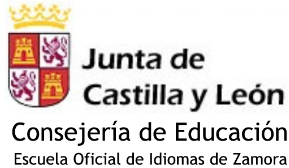 Junta de
Castilla y León
Consejería de Educación
Escuela Oficial de Idiomas de Zamora